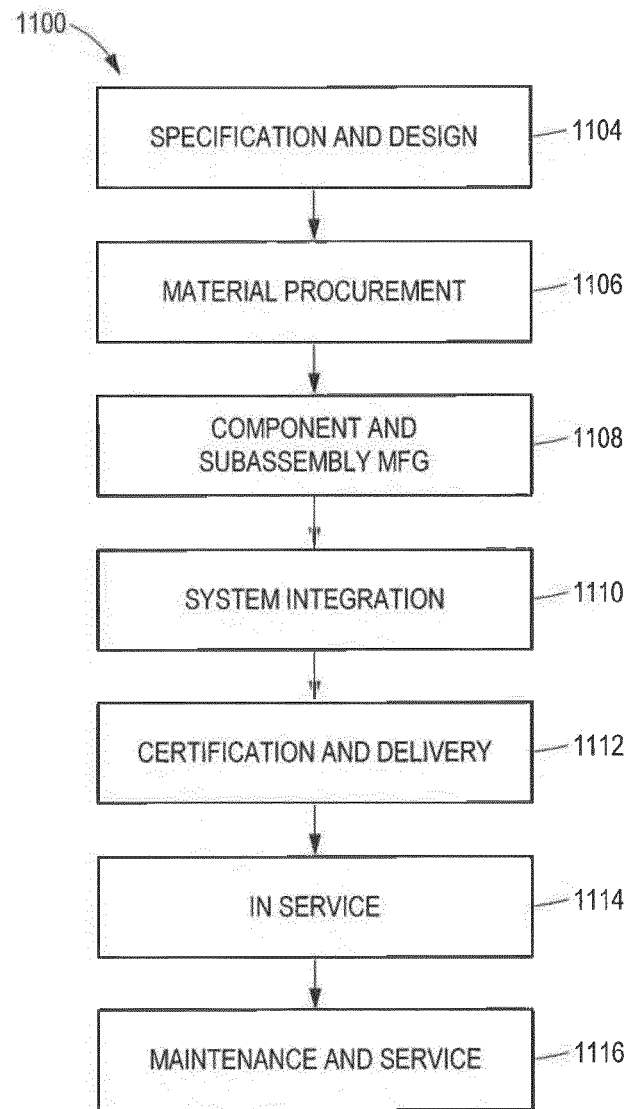 1100
SPECIFICATION AND DESIGN
1104
MATERIAL PROCUREMENT
1106
COMPONENT AND
SUBASSEMBLY MFG
1108
SYSTEM INTEGRATION
1110
CERTIFICATION AND DELIVERY
1112
IN SERVICE
1114
MAINTENANCE AND SERVICE
1116